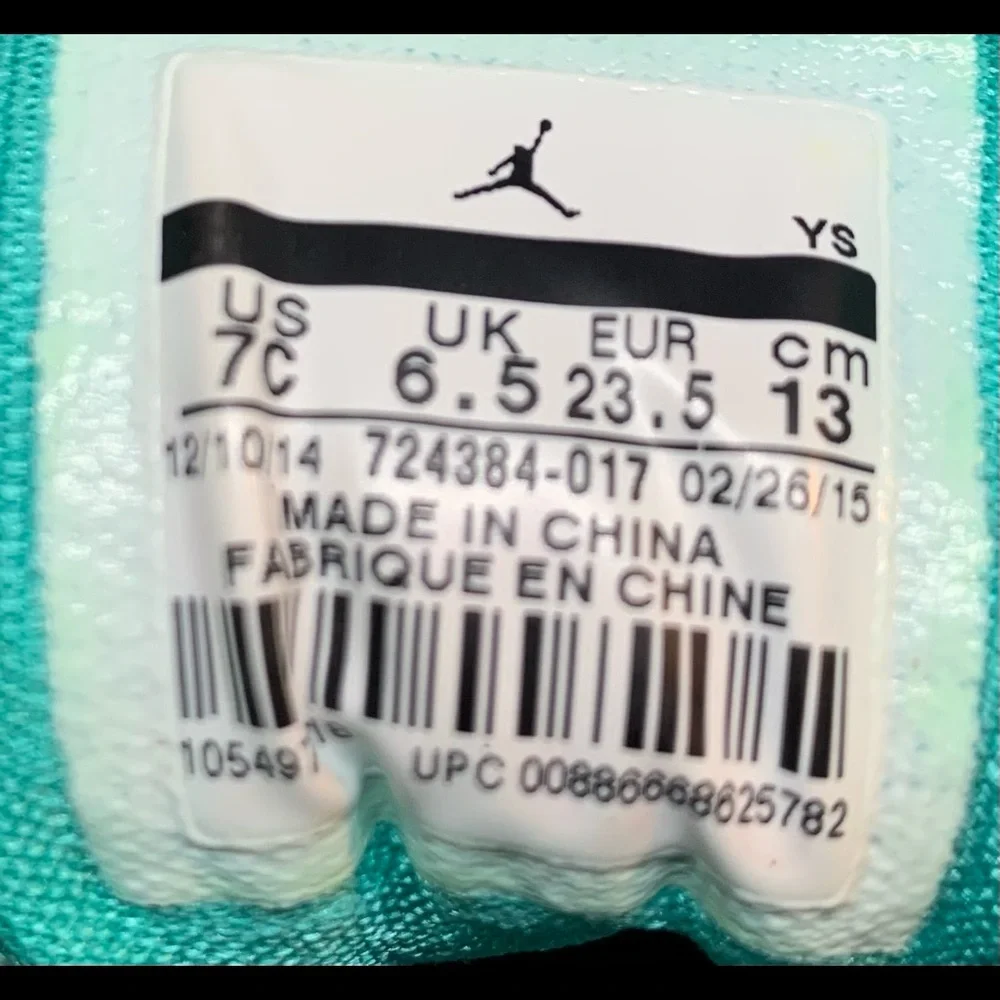 YS
US UK EUR cm
7C 6.5 23.5 13
12/10/14 724384-017 02/26/15
MADE IN CHINA
FABRIQUE EN CHINE
UPC 00886668625782